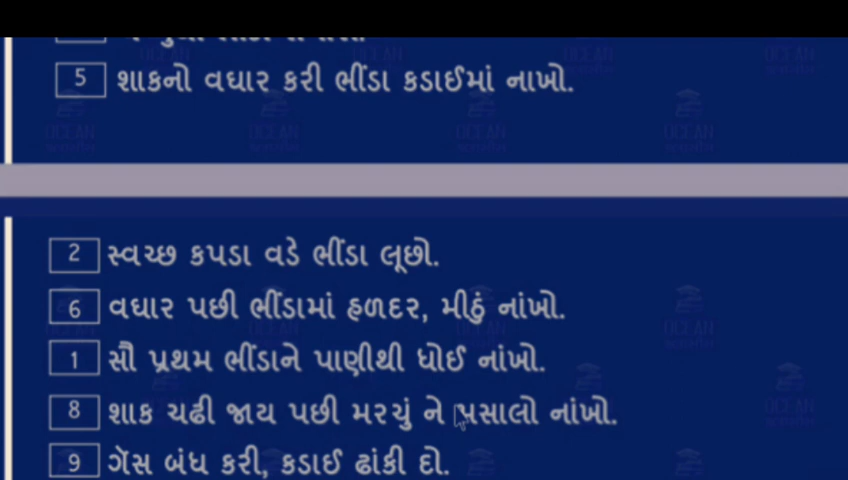 5 શાકનો વઘાર કરી ભીંડા કડાઈમાં નાખો.
2 સ્વચ્છ કપડા વડે ભીંડા લૂછો.
6 વઘાર પછી ભીંડામાં હળદર, મીઠું નાંખો.
1 સૌ પ્રથમ ભીંડાને પાણીથી ધોઈ નાંખો.
8 શાક ચઢી જાય પછી મરચું ને મસાલો નાંખો.
9 ગૅસ બંધ કરી, કડાઈ ઢાંકી દો.